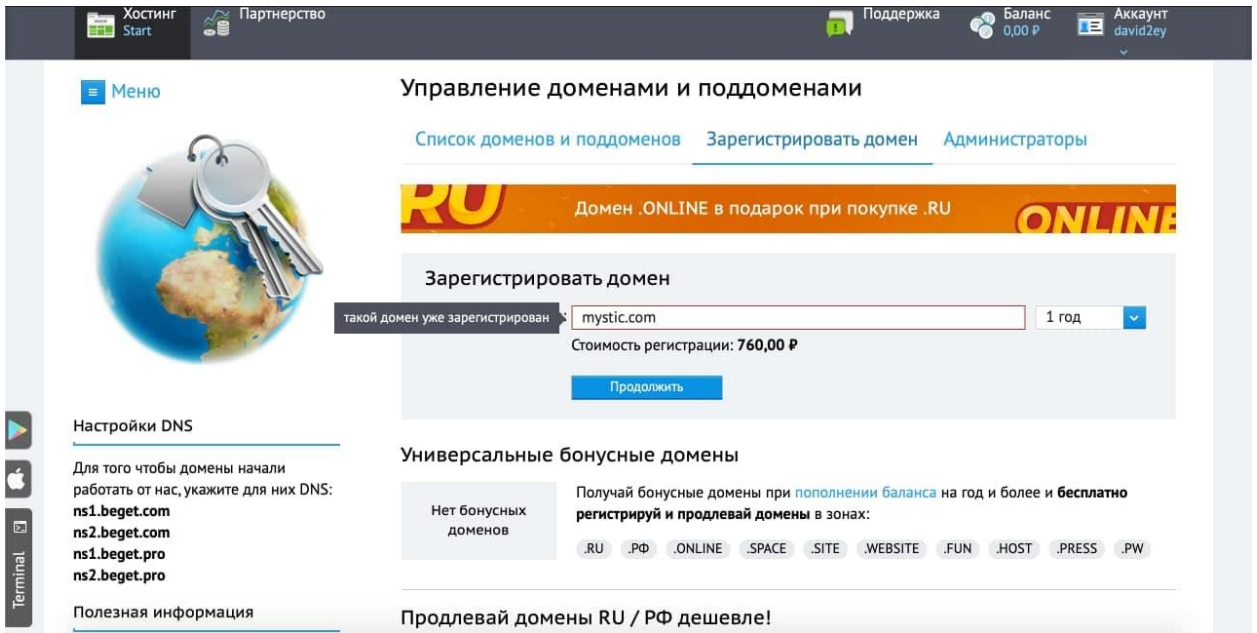 Хостинг
Start
Партнерство
Поддержка
Баланс
0,00 ₽
Аккаунт
david2ey
Меню
Управление доменами и поддоменами
Список доменов и поддоменов
Зарегистрировать домен
Администраторы
RU
Домен .ONLINE в подарок при покупке .RU
ONLINE
Зарегистрировать домен
такой домен уже зарегистрирован
:
mystic.com
1 год
Стоимость регистрации: 760,00 ₽
Продолжить
Настройки DNS
Для того чтобы домены начали
работать от нас, укажите для них DNS:
ns1.beget.com
ns2.beget.com
ns1.beget.pro
ns2.beget.pro
Полезная информация
Универсальные бонусные домены
Нет бонусных
доменов
Получай бонусные домены при пополнении баланса на год и более и бесплатно
регистрируй и продлевай домены в зонах:
.RU .РФ .ONLINE .SPACE .SITE .WEBSITE .FUN .HOST .PRESS .PW
Продлевай домены RU / РФ дешевле!
Terminal